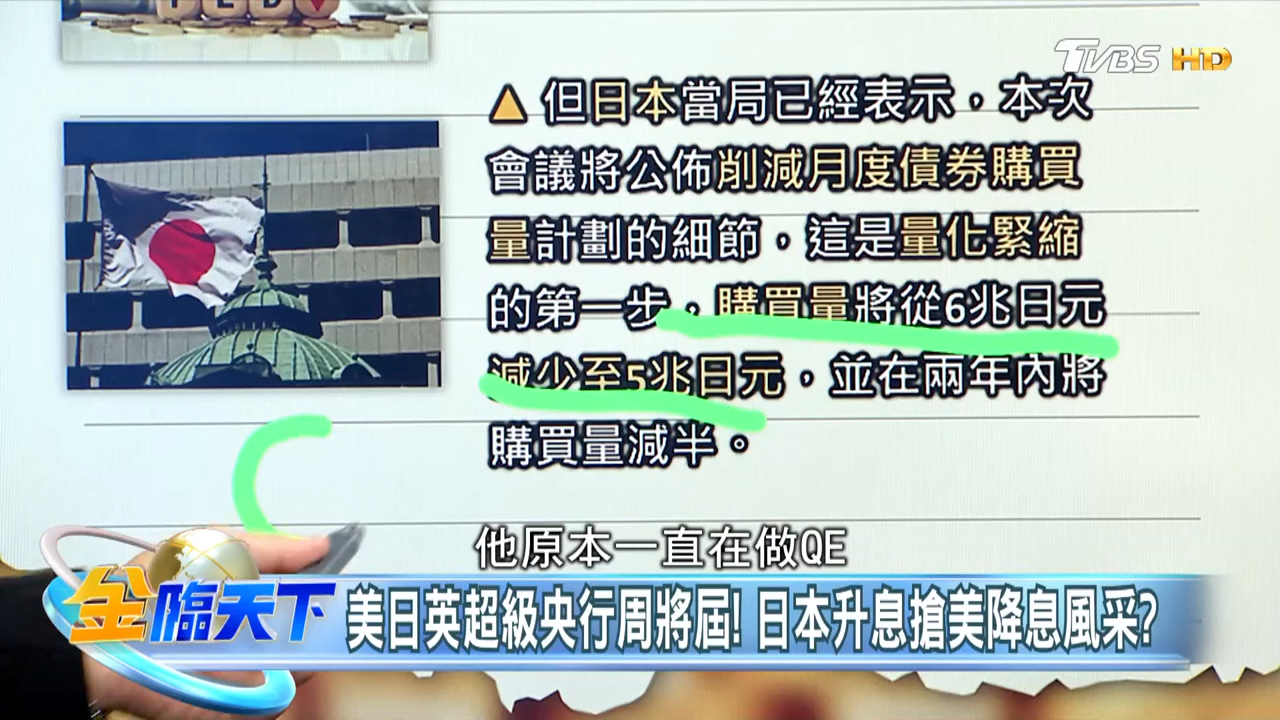 FED
TVBS HD
▲但日本當局已經表示，本次
會議將公佈削減月度債券購買
量計劃的細節，這是量化緊縮
的第一步，購買量將從6兆日元
減少至5兆日元，並在兩年內將
購買量減半。
他原本一直在做QE
金臨天下
美日英超級央行周將屆! 日本升息搶美降息風采?